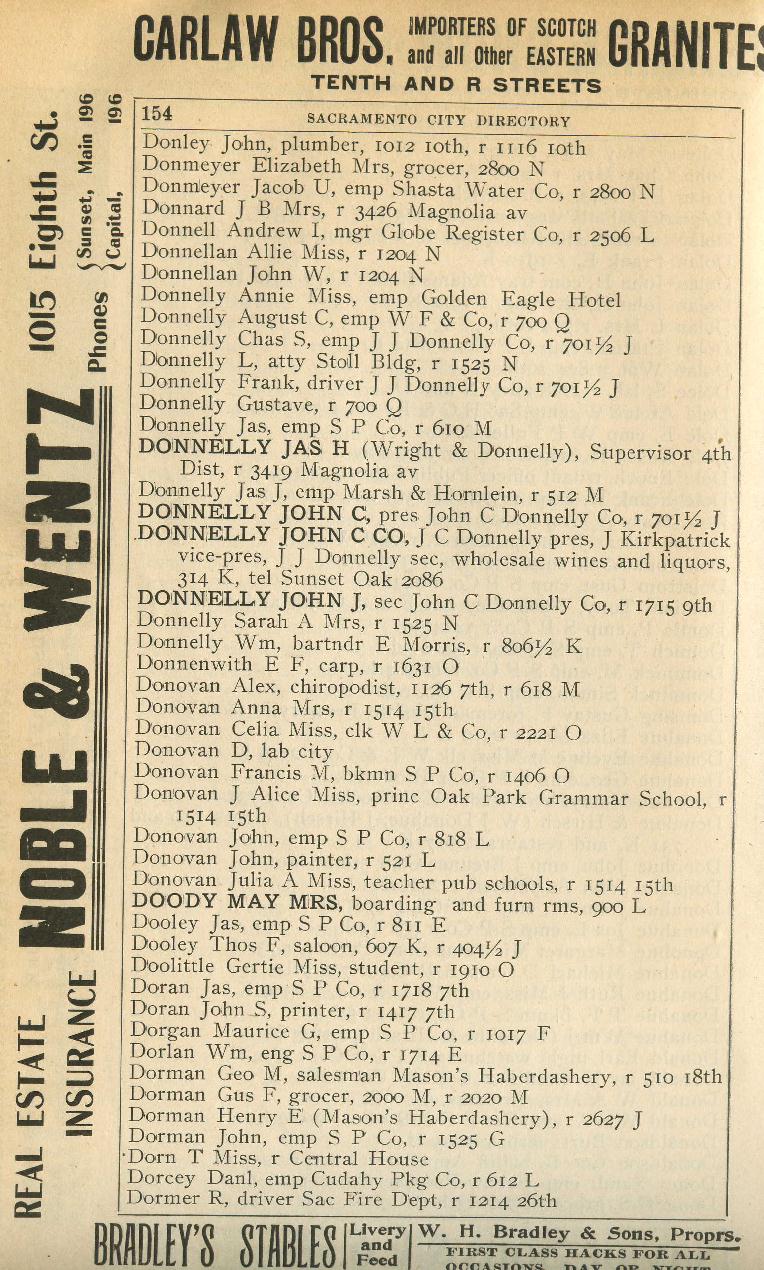 CARLAW BROS. IMPORTERS OF SCOTCH and all Other EASTERN GRANITES
TENTH AND R STREETS
REAL ESTATE INSURANCE
NOBLE & WENTZ
1015 Eighth St.
Phones {Sunset, Main 196
Capital, 196
154 SACRAMENTO CITY DIRECTORY
Donley John, plumber, 1012 10th, r 1116 10th
Donmeyer Elizabeth Mrs, grocer, 2800 N
Donmeyer Jacob U, emp Shasta Water Co, r 2800 N
Donnard J B Mrs, r 3426 Magnolia av
Donnell Andrew I, mgr Globe Register Co, r 2506 L
Donnellan Allie Miss, r 1204 N
Donnellan John W, r 1204 N
Donnelly Annie Miss, emp Golden Eagle Hotel
Donnelly August C, emp W F & Co, r 700 Q
Donnelly Chas S, emp J J Donnelly Co, r 701½ J
Donnelly L, atty Stoll Bldg, r 1525 N
Donnelly Frank, driver J J Donnelly Co, r 701½ J
Donnelly Gustave, r 700 Q
Donnelly Jas, emp S P Co, r 610 M
DONNELLY JAS H (Wright & Donnelly), Supervisor 4th
Dist, r 3419 Magnolia av
Donnelly Jas J, emp Marsh & Hornlein, r 512 M
DONNELLY JOHN C, pres John C Donnelly Co, r 701½ J
DONNELLY JOHN C CO, J C Donnelly pres, J Kirkpatrick
vice-pres, J J Donnelly sec, wholesale wines and liquors,
314 K, tel Sunset Oak 2086
DONNELLY JOHN J, sec John C Donnelly Co, r 1715 9th
Donnelly Sarah A Mrs, r 1525 N
Donnelly Wm, bartndr E Morris, r 806½ K
Donnenwith E F, carp, r 1631 O
Donovan Alex, chiropodist, 1126 7th, r 618 M
Donovan Anna Mrs, r 1514 15th
Donovan Celia Miss, clk W L & Co, r 2221 O
Donovan D, lab city
Donovan Francis M, bkmn S P Co, r 1406 O
Donovan J Alice Miss, princ Oak Park Grammar School, r
1514 15th
Donovan John, emp S P Co, r 818 L
Donovan John, painter, r 521 L
Donovan Julia A Miss, teacher pub schools, r 1514 15th
DOODY MAY MRS, boarding and furn rms, 900 L
Dooley Jas, emp S P Co, r 811 E
Dooley Thos F, saloon, 607 K, r 404½ J
Doolittle Gertie Miss, student, r 1910 O
Doran Jas, emp S P Co, r 1718 7th
Doran John S, printer, r 1417 7th
Dorgan Maurice G, emp S P Co, r 1017 F
Dorlan Wm, eng S P Co, r 1714 E
Dorman Geo M, salesman Mason's Haberdashery, r 510 18th
Dorman Gus F, grocer, 2000 M, r 2020 M
Dorman Henry E (Mason's Haberdashery), r 2627 J
Dorman John, emp S P Co, r 1525 G
Dorn T Miss, r Central House
Dorcey Danl, emp Cudahy Pkg Co, r 612 L
Dormer R, driver Sac Fire Dept, r 1214 26th
BRADLEY'S STABLES Livery and Feed W. H. Bradley & Sons, Proprs.
FIRST CLASS HACKS FOR ALL
OCCASIONS, DAY OR NIGHT